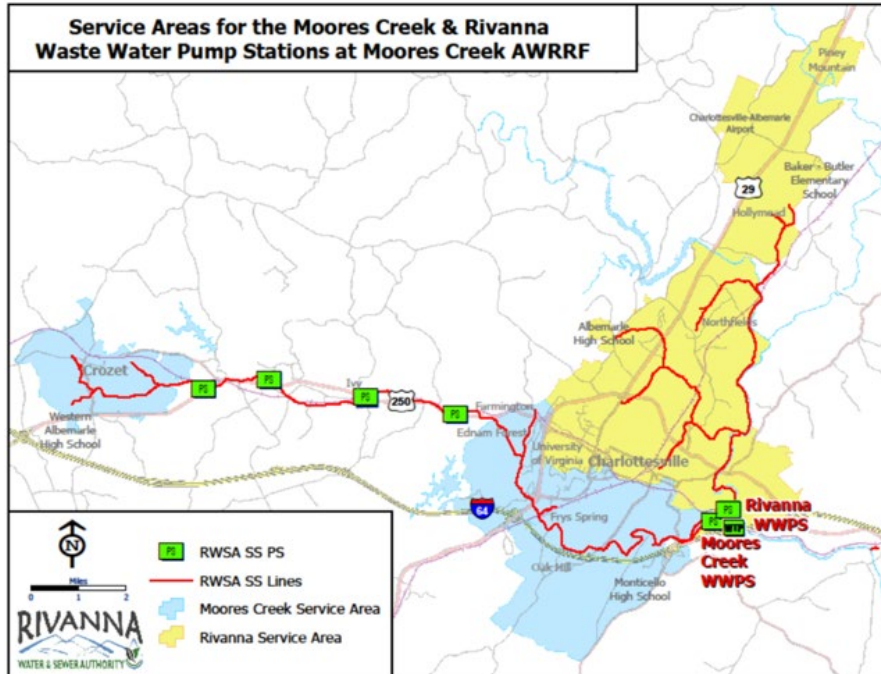 Service Areas for the Moores Creek & Rivanna
Waste Water Pump Stations at Moores Creek AWRRF
Piney
Mountain
Charlottesville-Albemarle
Airport
Baker - Butler
Elementary
School
29
Hollymead
Northfields
Albemarle
High School
Crozet
PS
PS
Ivy
PS
250
PS
Farmington
Western
Albemarle
High School
Ednam Forest
University
of Virginia
Charlottesville
64
Frys Spring
PS
PS
WTP
Rivanna
WWPS
Moores
Creek
WWPS
Oak Hill
Monticello
High School
N
Miles
0 1 2
RIVANNA
WATER & SEWER AUTHORITY
PS RWSA SS PS
RWSA SS Lines
Moores Creek Service Area
Rivanna Service Area